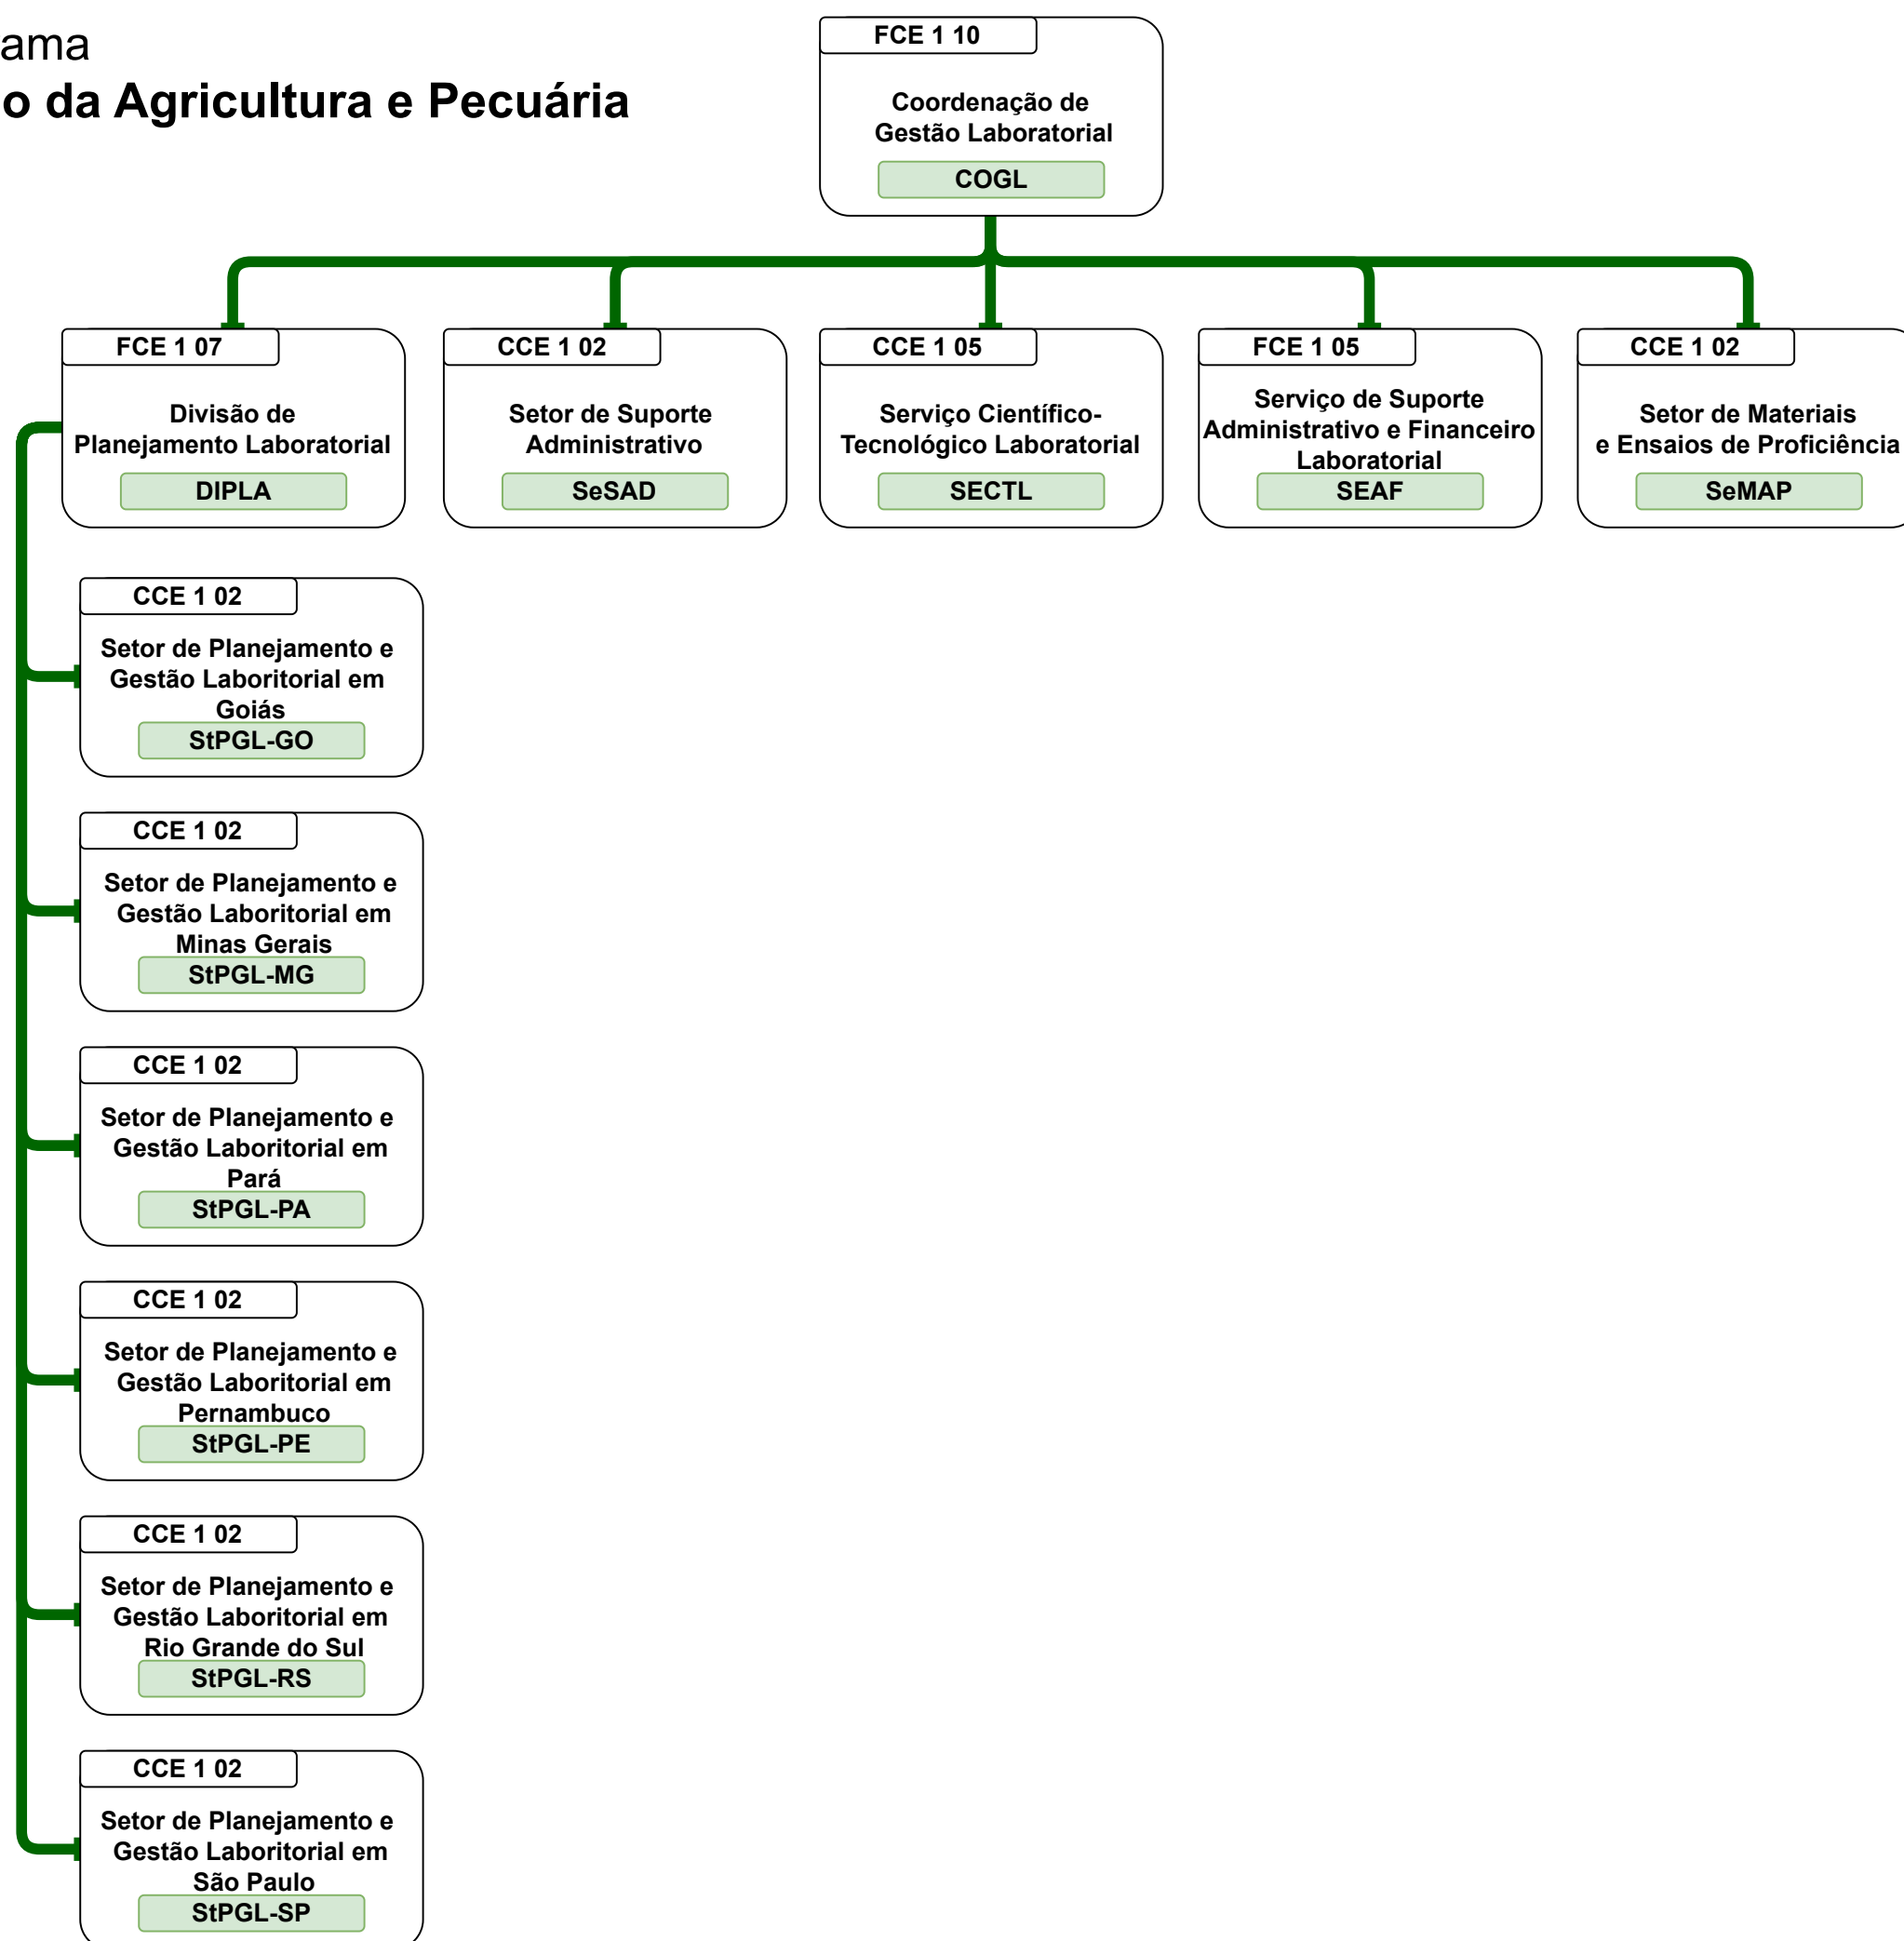 ama
o da Agricultura e Pecuária
FCE 1 10
Coordenação de
Gestão Laboratorial
COGL
FCE 1 07
Divisão de
Planejamento Laboratorial
DIPLA
CCE 1 02
Setor de Suporte
Administrativo
SeSAD
CCE 1 05
Serviço Científico-
Tecnológico Laboratorial
SECTL
FCE 1 05
Serviço de Suporte
Administrativo e Financeiro
Laboratorial
SEAF
CCE 1 02
Setor de Materiais
e Ensaios de Proficiência
SeMAP
CCE 1 02
Setor de Planejamento e
Gestão Laboritorial em
Goiás
StPGL-GO
CCE 1 02
Setor de Planejamento e
Gestão Laboritorial em
Minas Gerais
StPGL-MG
CCE 1 02
Setor de Planejamento e
Gestão Laboritorial em
Pará
StPGL-PA
CCE 1 02
Setor de Planejamento e
Gestão Laboritorial em
Pernambuco
StPGL-PE
CCE 1 02
Setor de Planejamento e
Gestão Laboritorial em
Rio Grande do Sul
StPGL-RS
CCE 1 02
Setor de Planejamento e
Gestão Laboritorial em
São Paulo
StPGL-SP